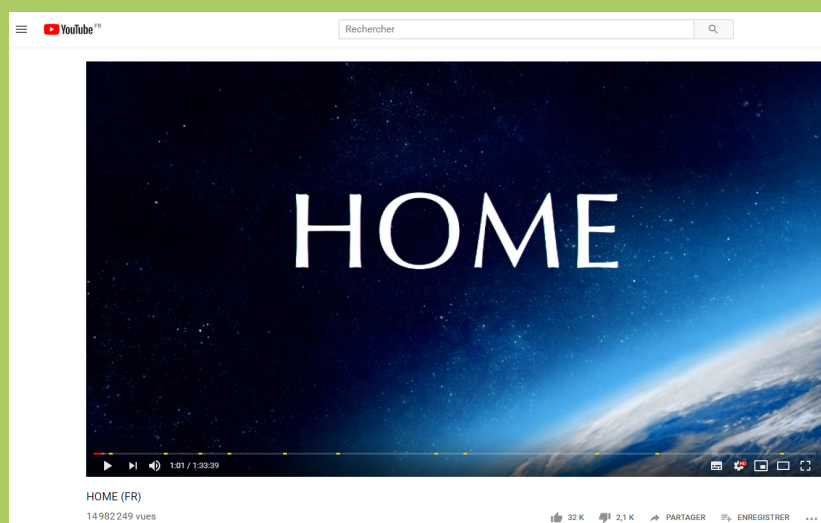 YouTube FR
Rechercher
HOME
1:01 / 1:33:39
HD
HOME (FR)
14 982 249 vues
32 K 2,1 K PARTAGER ENREGISTRER